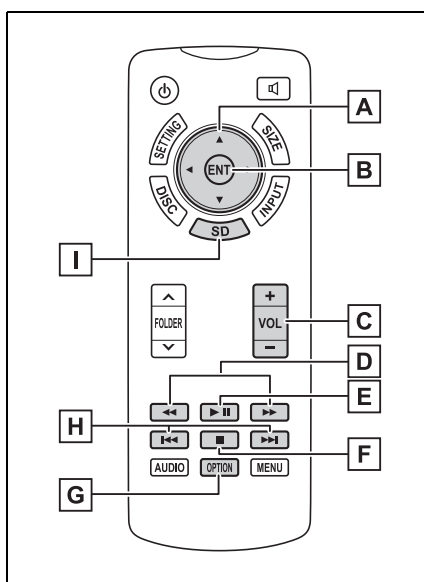 SETTING
SIZE
A
ENT
B
DISC
INPUT
SD
I
FOLDER
+
VOL
−
C
D
E
H
F
AUDIO
OPTION
MENU
G